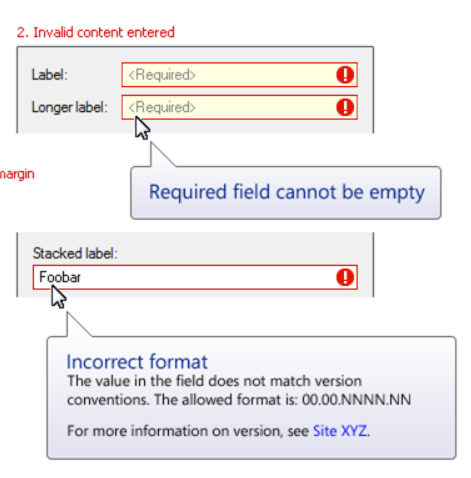 2. Invalid content entered
Label: <Required>
Longer label: <Required>
margin
Required field cannot be empty
Stacked label:
Foobar
Incorrect format
The value in the field does not match version
conventions. The allowed format is: 00.00.NNNN.NN
For more information on version, see Site XYZ.